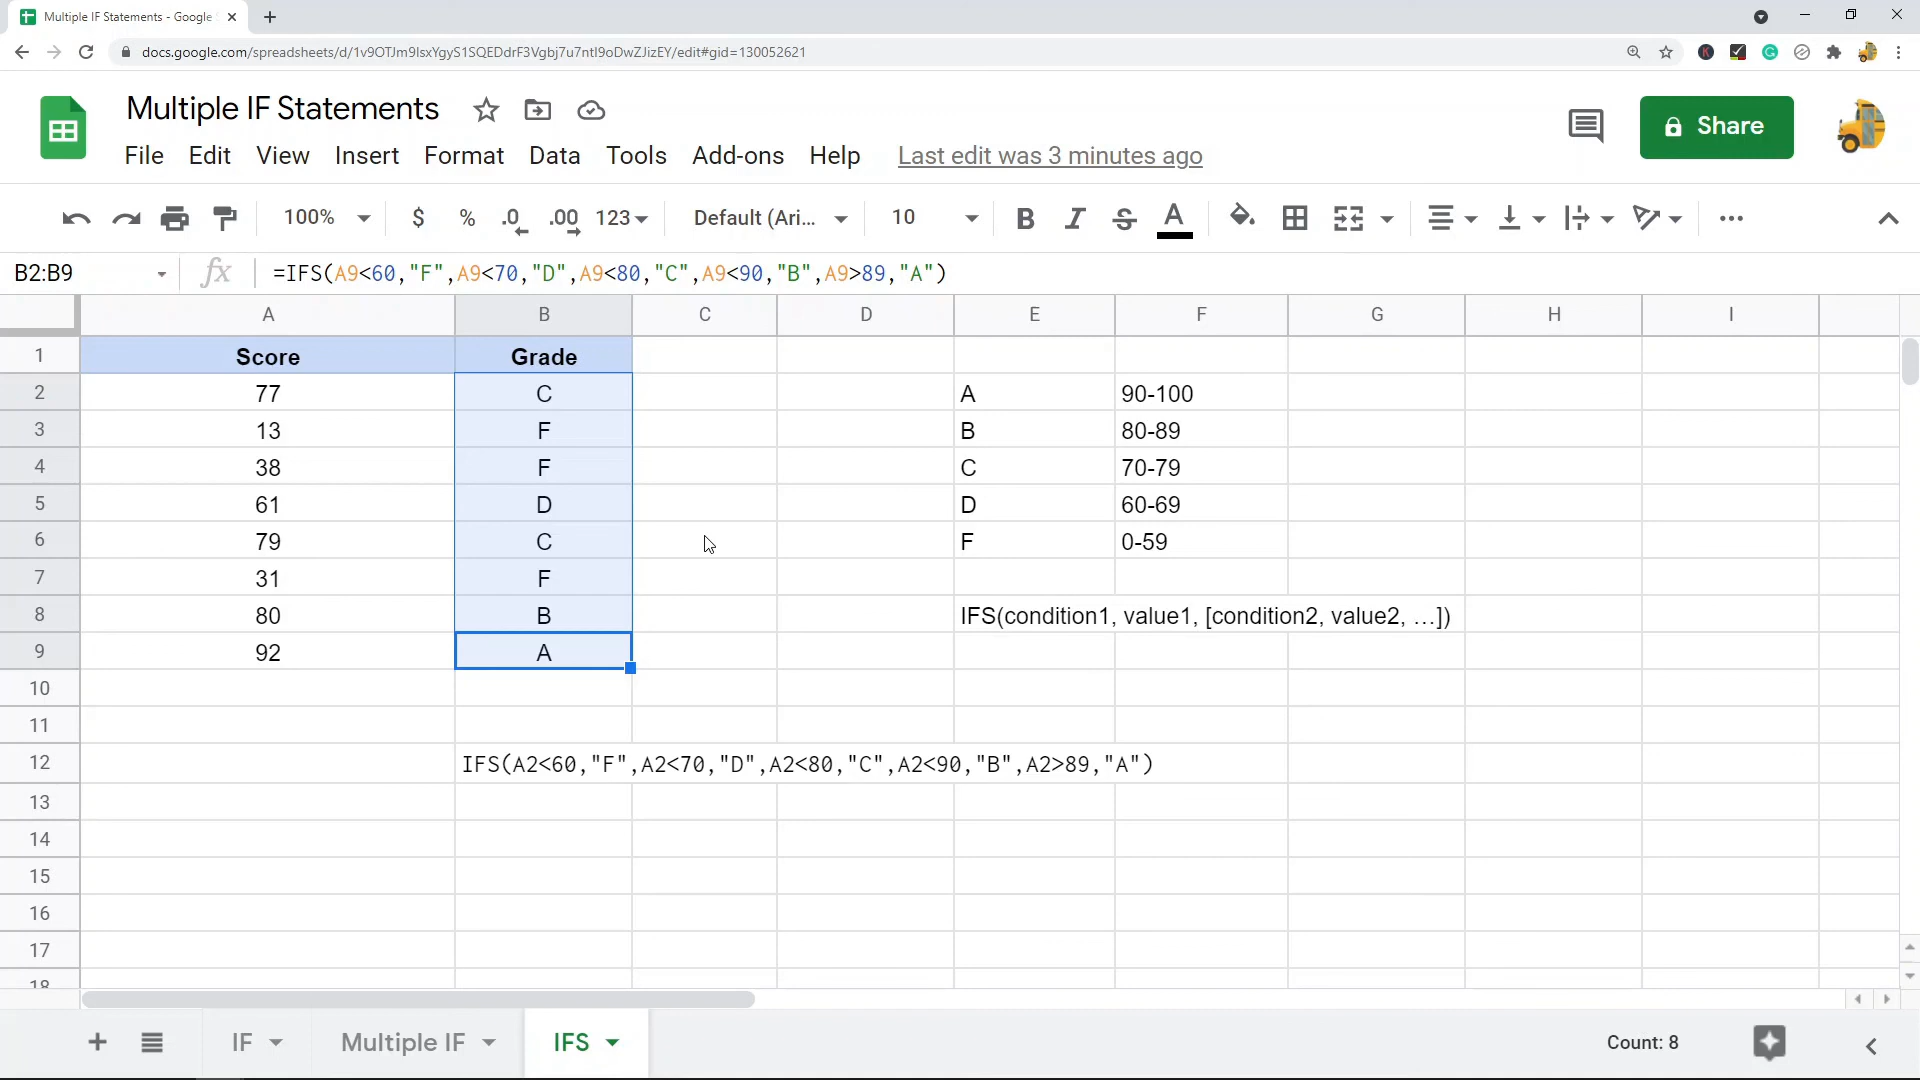 Multiple IF Statements - Google
docs.google.com/spreadsheets/d/1v9OTJm9lsxYgyS1SQEDdrF3Vgbj7u7ntI9oDwZJizEY/edit#gid=130052621
Multiple IF Statements
Share
File Edit View Insert Format Data Tools Add-ons Help Last edit was 3 minutes ago
100% $ % .0 .00 123 Default (Ari... 10 B I S A
B2:B9 fx =IFS(A9<60,"F",A9<70,"D",A9<80,"C",A9<90,"B",A9>89,"A")
A B C D E F G H I
1 Score Grade
2 77 C A 90-100
3 13 F B 80-89
4 38 F C 70-79
5 61 D D 60-69
6 79 C F 0-59
7 31 F
8 80 B IFS(condition1, value1, [condition2, value2, …])
9 92 A
10
11
12 IFS(A2<60,"F",A2<70,"D",A2<80,"C",A2<90,"B",A2>89,"A")
13
14
15
16
17
18
IF Multiple IF IFS Count: 8